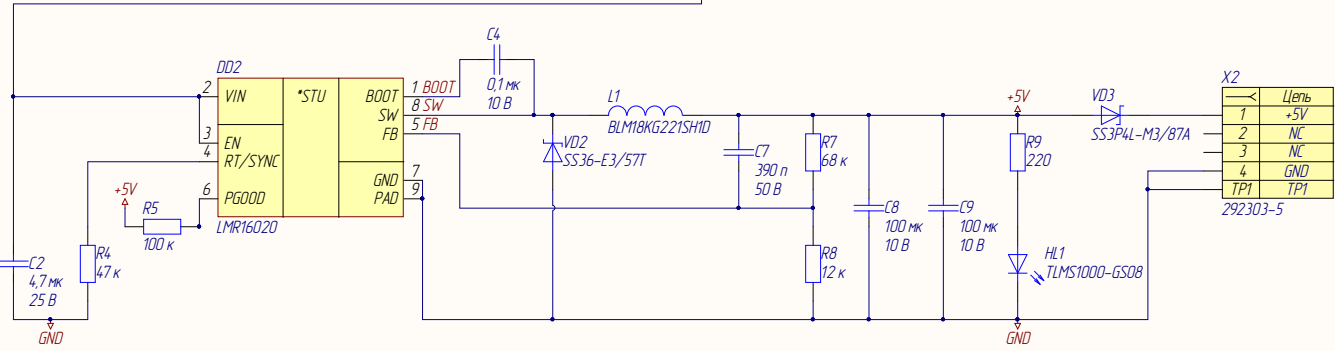 C4
0,1 мк
10 В
DD2
LMR16020
2 VIN
3 EN
4 RT/SYNC
6 PGOOD
*STU
BOOT 1 BOOT
SW 8 SW
FB 5 FB
GND 7
PAD 9
+5V
R5
100 к
R4
47 к
C2
4,7 мк
25 В
GND
VD2
SS36-E3/57T
L1
BLM18KG221SH1D
C7
390 п
50 В
R7
68 к
R8
12 к
C8
100 мк
10 В
C9
100 мк
10 В
+5V
R9
220
HL1
TLMS1000-GS08
GND
VD3
SS3P4L-M3/87A
X2
Цепь
1 +5V
2 NC
3 NC
4 GND
TP1 TP1
292303-5